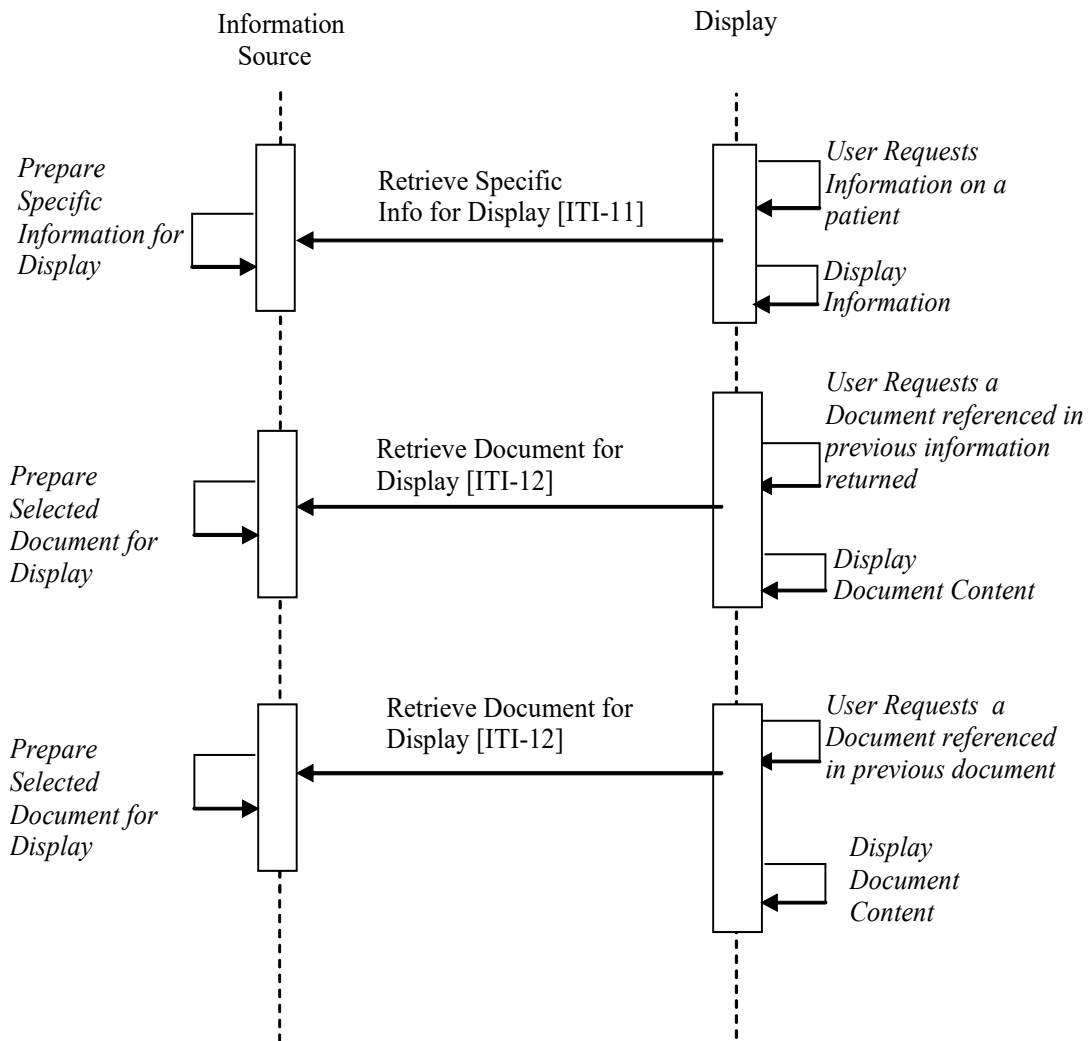 Information
Source
Display
Prepare
Specific
Information for
Display
Retrieve Specific
Info for Display [ITI-11]
User Requests
Information on a
patient
Display
Information
Prepare
Selected
Document for
Display
Retrieve Document for
Display [ITI-12]
User Requests a
Document referenced in
previous information
returned
Display
Document Content
Prepare
Selected
Document for
Display
Retrieve Document for
Display [ITI-12]
User Requests  a
Document referenced
in previous document
Display
Document
Content